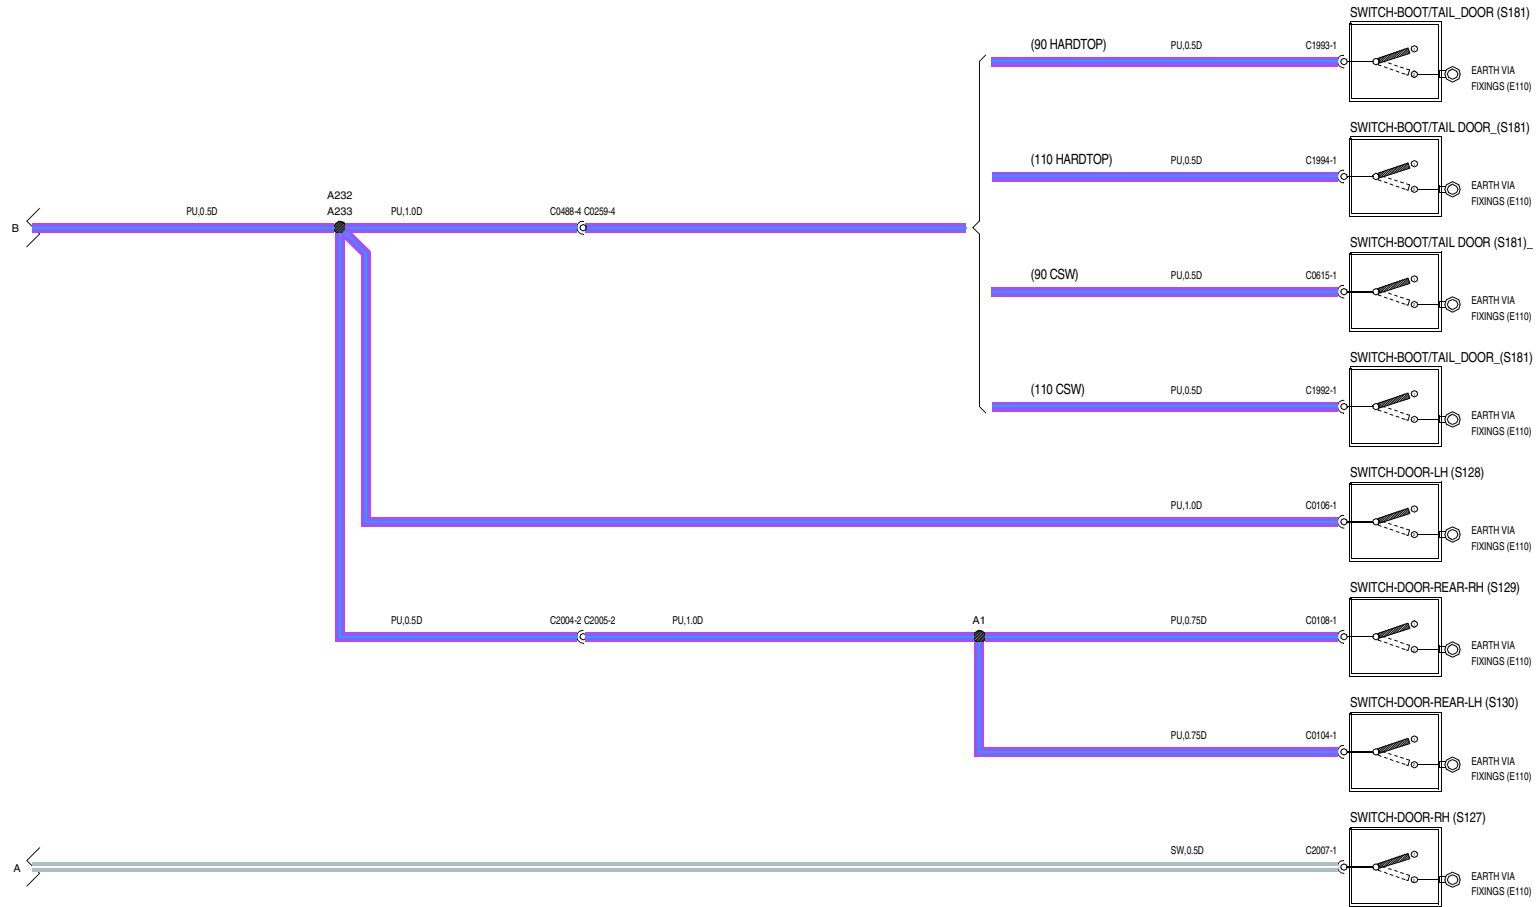 SWITCH-BOOT/TAIL_DOOR (S181)
(90 HARDTOP) PU,0.5D C1993-1
EARTH VIA
FIXINGS (E110)
SWITCH-BOOT/TAIL DOOR_(S181)
(110 HARDTOP) PU,0.5D C1994-1
EARTH VIA
FIXINGS (E110)
A232
B PU,0.5D A233 PU,1.0D C0488-4 C0259-4
SWITCH-BOOT/TAIL DOOR (S181)_
(90 CSW) PU,0.5D C0615-1
EARTH VIA
FIXINGS (E110)
SWITCH-BOOT/TAIL_DOOR_(S181)
(110 CSW) PU,0.5D C1992-1
EARTH VIA
FIXINGS (E110)
SWITCH-DOOR-LH (S128)
PU,1.0D C0106-1
EARTH VIA
FIXINGS (E110)
SWITCH-DOOR-REAR-RH (S129)
PU,0.5D C2004-2 C2005-2 PU,1.0D A1 PU,0.75D C0108-1
EARTH VIA
FIXINGS (E110)
SWITCH-DOOR-REAR-LH (S130)
PU,0.75D C0104-1
EARTH VIA
FIXINGS (E110)
SWITCH-DOOR-RH (S127)
A SW,0.5D C2007-1
EARTH VIA
FIXINGS (E110)